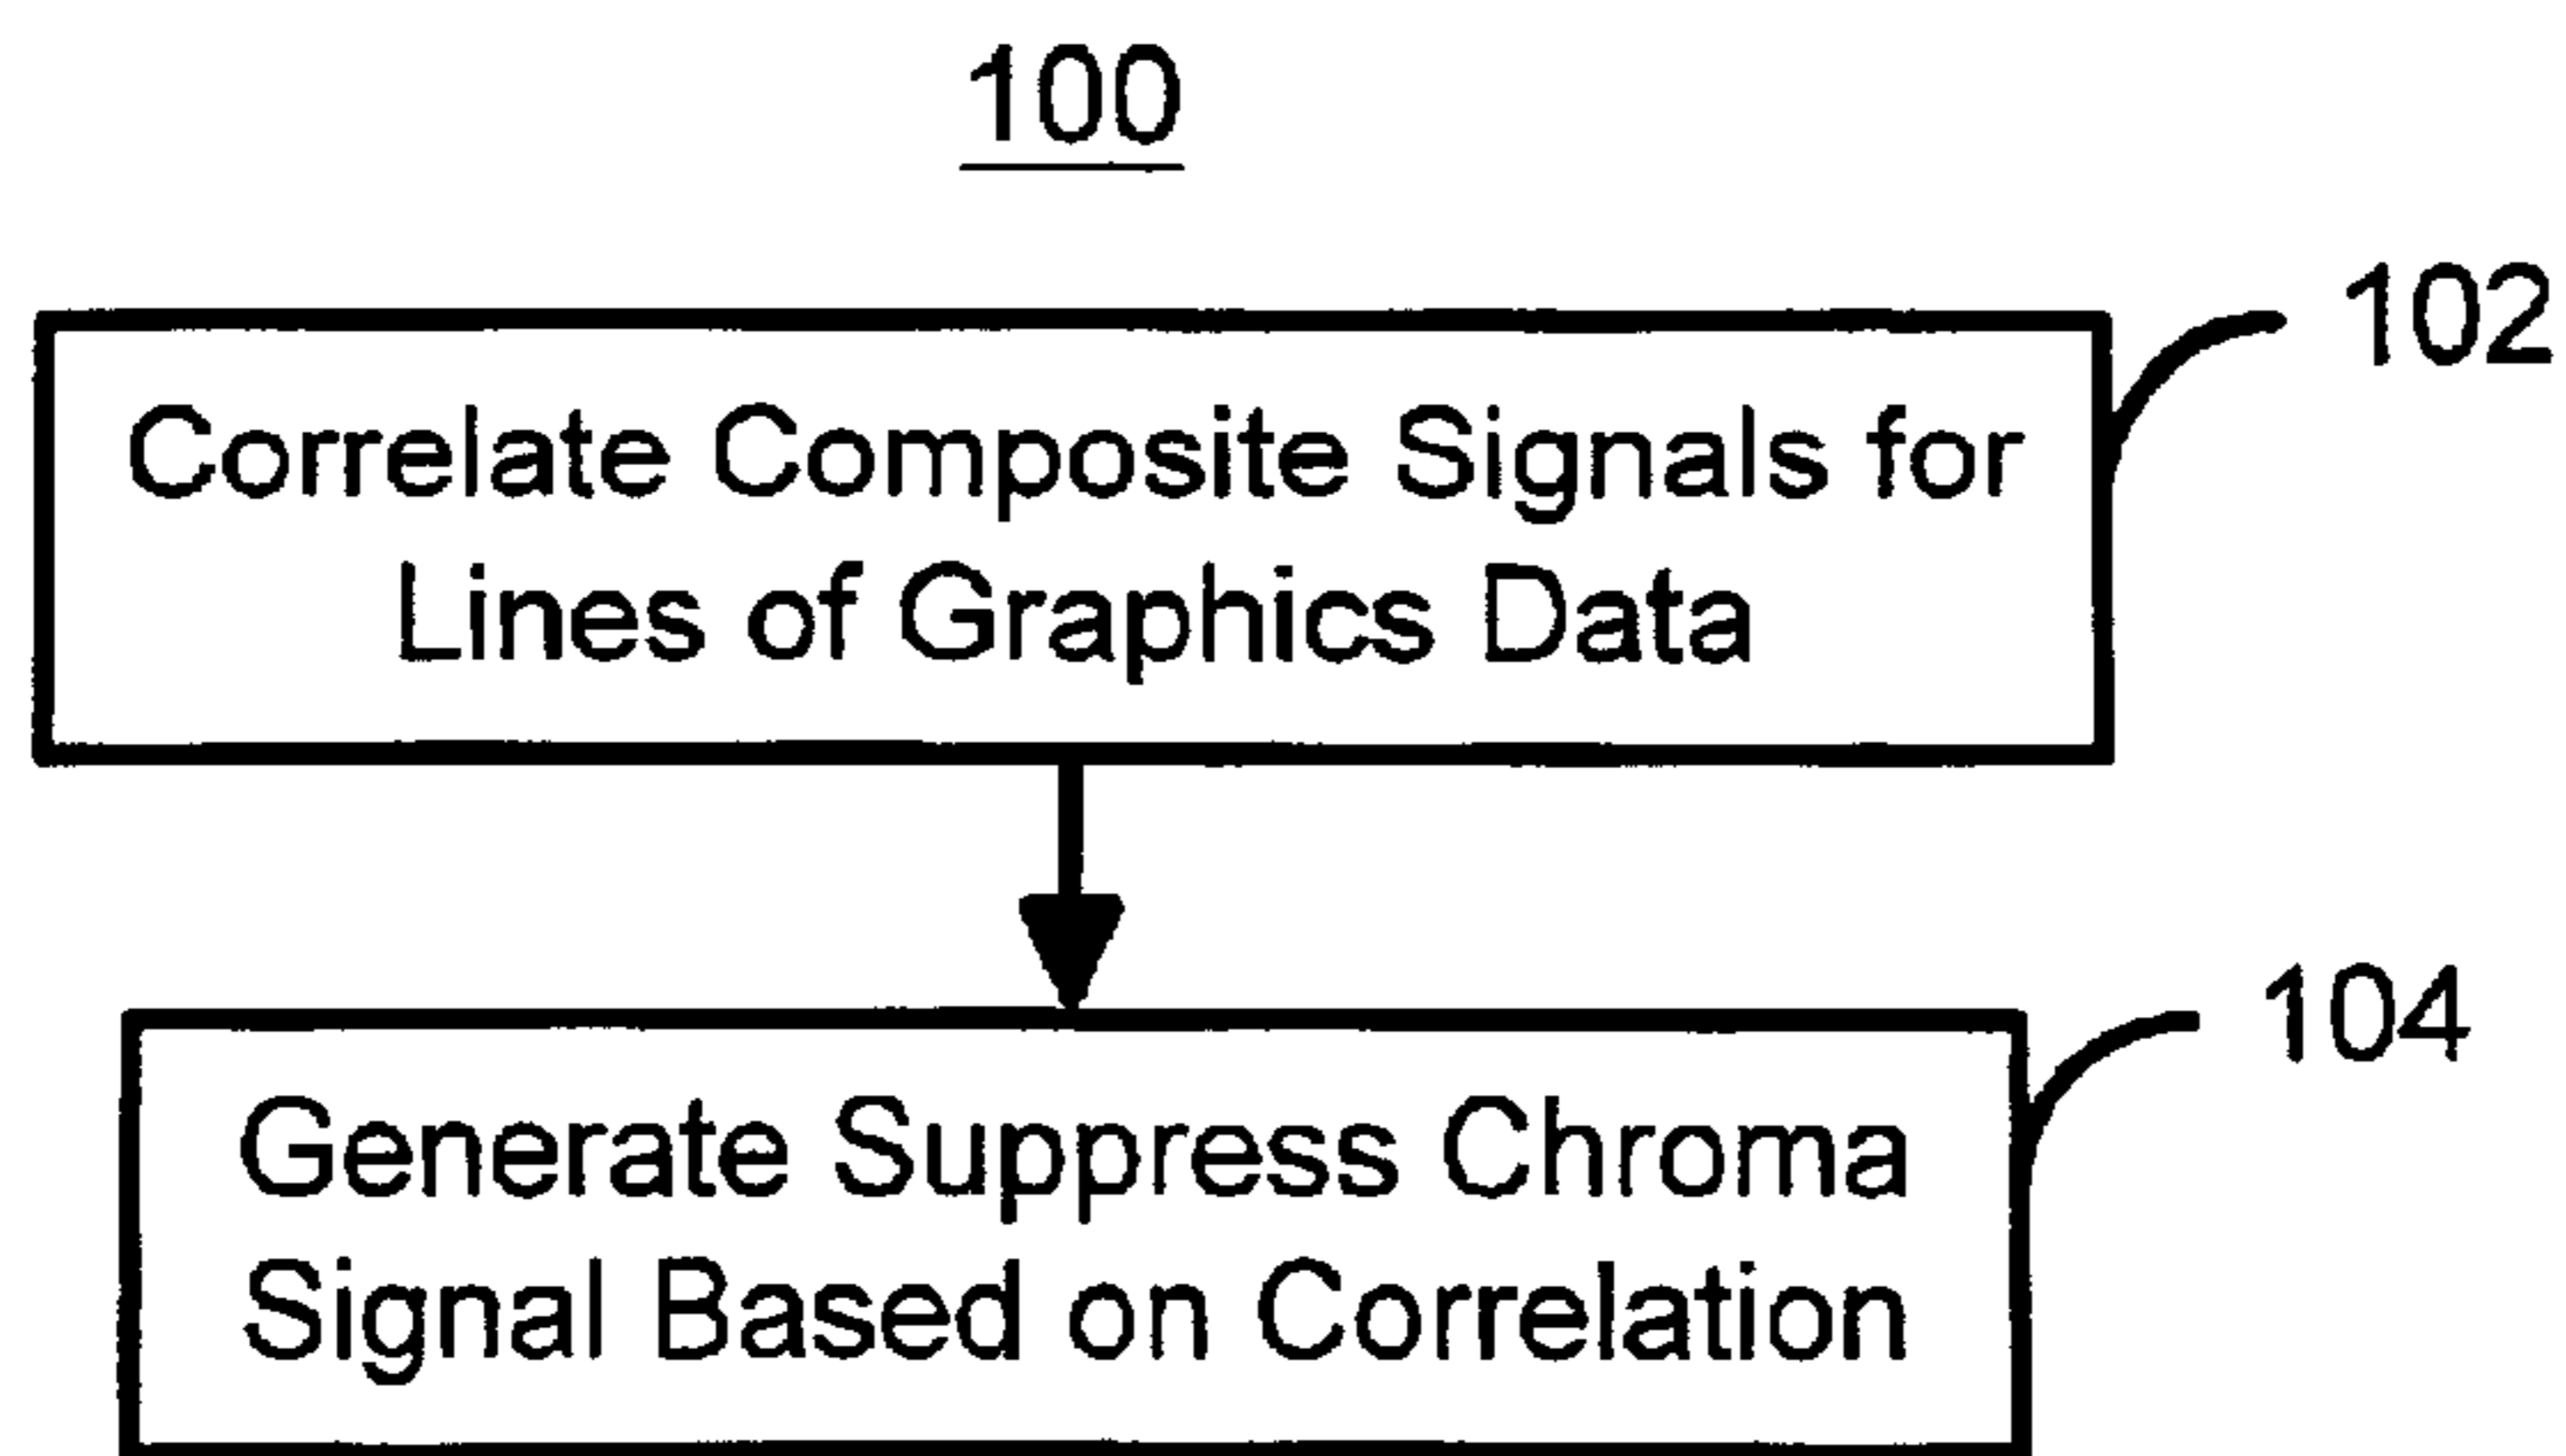 100
102
Correlate Composite Signals for
Lines of Graphics Data
104
Generate Suppress Chroma
Signal Based on Correlation